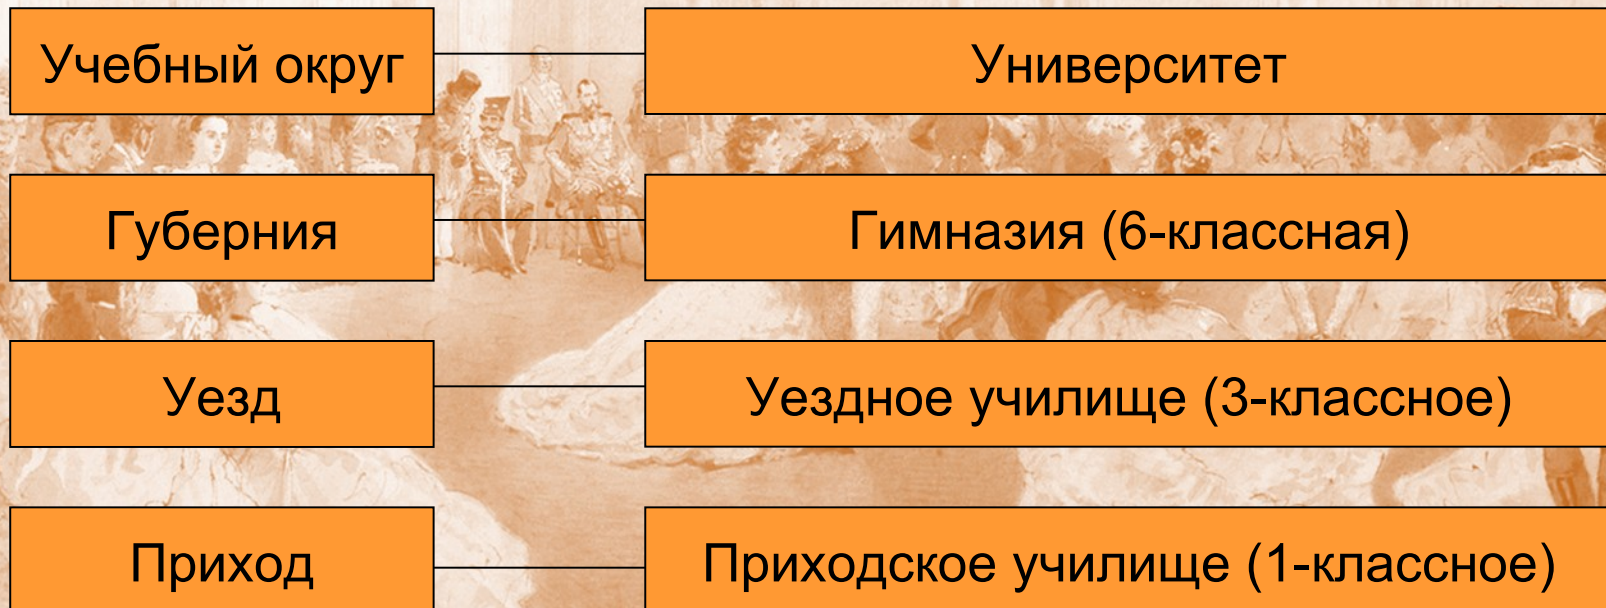 Учебный округ
Университет
Губерния
Гимназия (6-классная)
Уезд
Уездное училище (3-классное)
Приход
Приходское училище (1-классное)